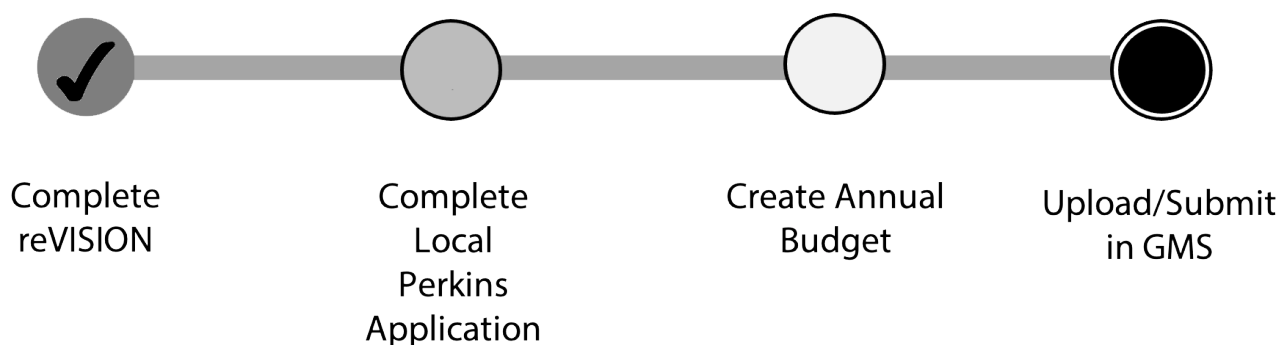 Complete
reVISION
Complete
Local
Perkins
Application
Create Annual
Budget
Upload/Submit
in GMS